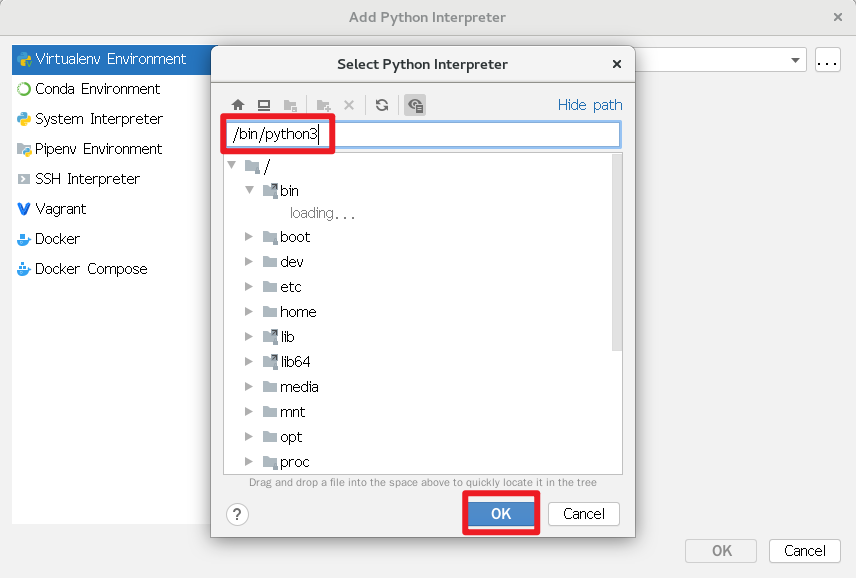 Add Python Interpreter
Virtualenv Environment
Conda Environment
System Interpreter
Pipenv Environment
SSH Interpreter
Vagrant
Docker
Docker Compose
...
Select Python Interpreter
Hide path
/bin/python3
/
bin
loading...
boot
dev
etc
home
lib
lib64
media
mnt
opt
proc
Drag and drop a file into the space above to quickly locate it in the tree
?
OK
Cancel
OK
Cancel